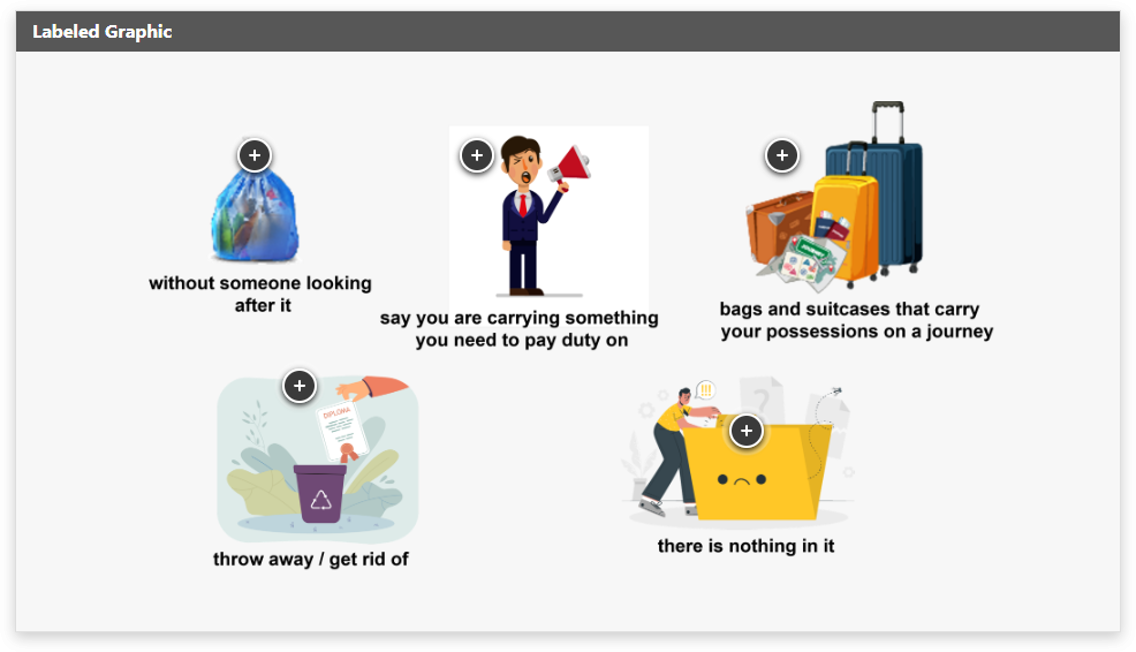 Labeled Graphic
without someone looking
after it
say you are carrying something
you need to pay duty on
bags and suitcases that carry
your possessions on a journey
DIPLOMA
throw away / get rid of
!!!
?
there is nothing in it